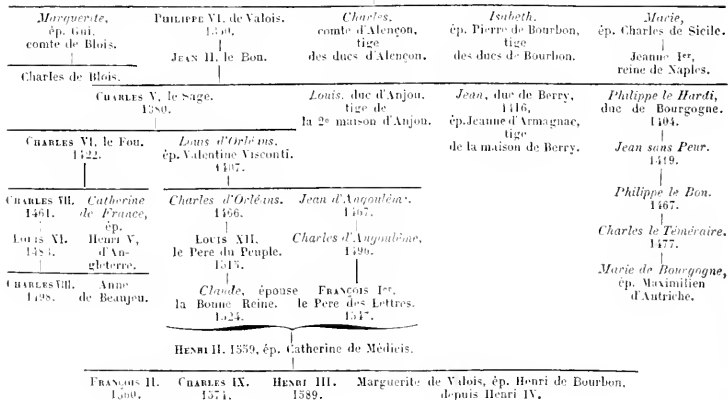 Marguerite,
ép. Gui,
comte de Blois.
PHILIPPE VI, de Valois.
1350.
Charles,
comte d'Alençon,
tige
des ducs d'Alençon.
Isabeth.
ép. Pierre de Bourbon,
tige
des ducs de Bourbon.
Marie,
ép. Charles de Sicile.
Charles de Blois.
JEAN II, le Bon.
Jeanne Ire,
reine de Naples.
CHARLES V, le Sage.
1380.
Louis, duc d'Anjou,
tige de
la 2e maison d'Anjou.
Jean, duc de Berry,
1416,
ép. Jeanne d'Armagnac,
tige
de la maison de Berry.
Philippe le Hardi,
duc de Bourgogne.
1404.
CHARLES VI, le Fou.
1422.
Louis d'Orléans.
ép. Valentine Visconti.
1407.
Jean sans Peur.
1419.
CHARLES VII.
1461.
Catherine
de France,
ép.
Henri V,
d'An-
gleterre.
Charles d'Orléans.
1466.
Jean d'Angoulême.
1467.
Philippe le Bon.
1467.
LOUIS XI.
1483.
LOUIS XII.
le Père du Peuple.
1515.
Charles d'Angoulême,
1496.
Charles le Téméraire.
1477.
CHARLES VIII.
1498.
Anne
de Beaujeu.
Claude, épouse
la Bonne Reine.
1524.
FRANÇOIS Ier,
le Père des Lettres.
1547.
Marie de Bourgogne,
ép. Maximilien
d'Autriche.
HENRI II. 1559, ép. Catherine de Médicis.
FRANÇOIS II.
1560.
CHARLES IX.
1574.
HENRI III.
1589.
Marguerite de Valois, ép. Henri de Bourbon,
depuis Henri IV.